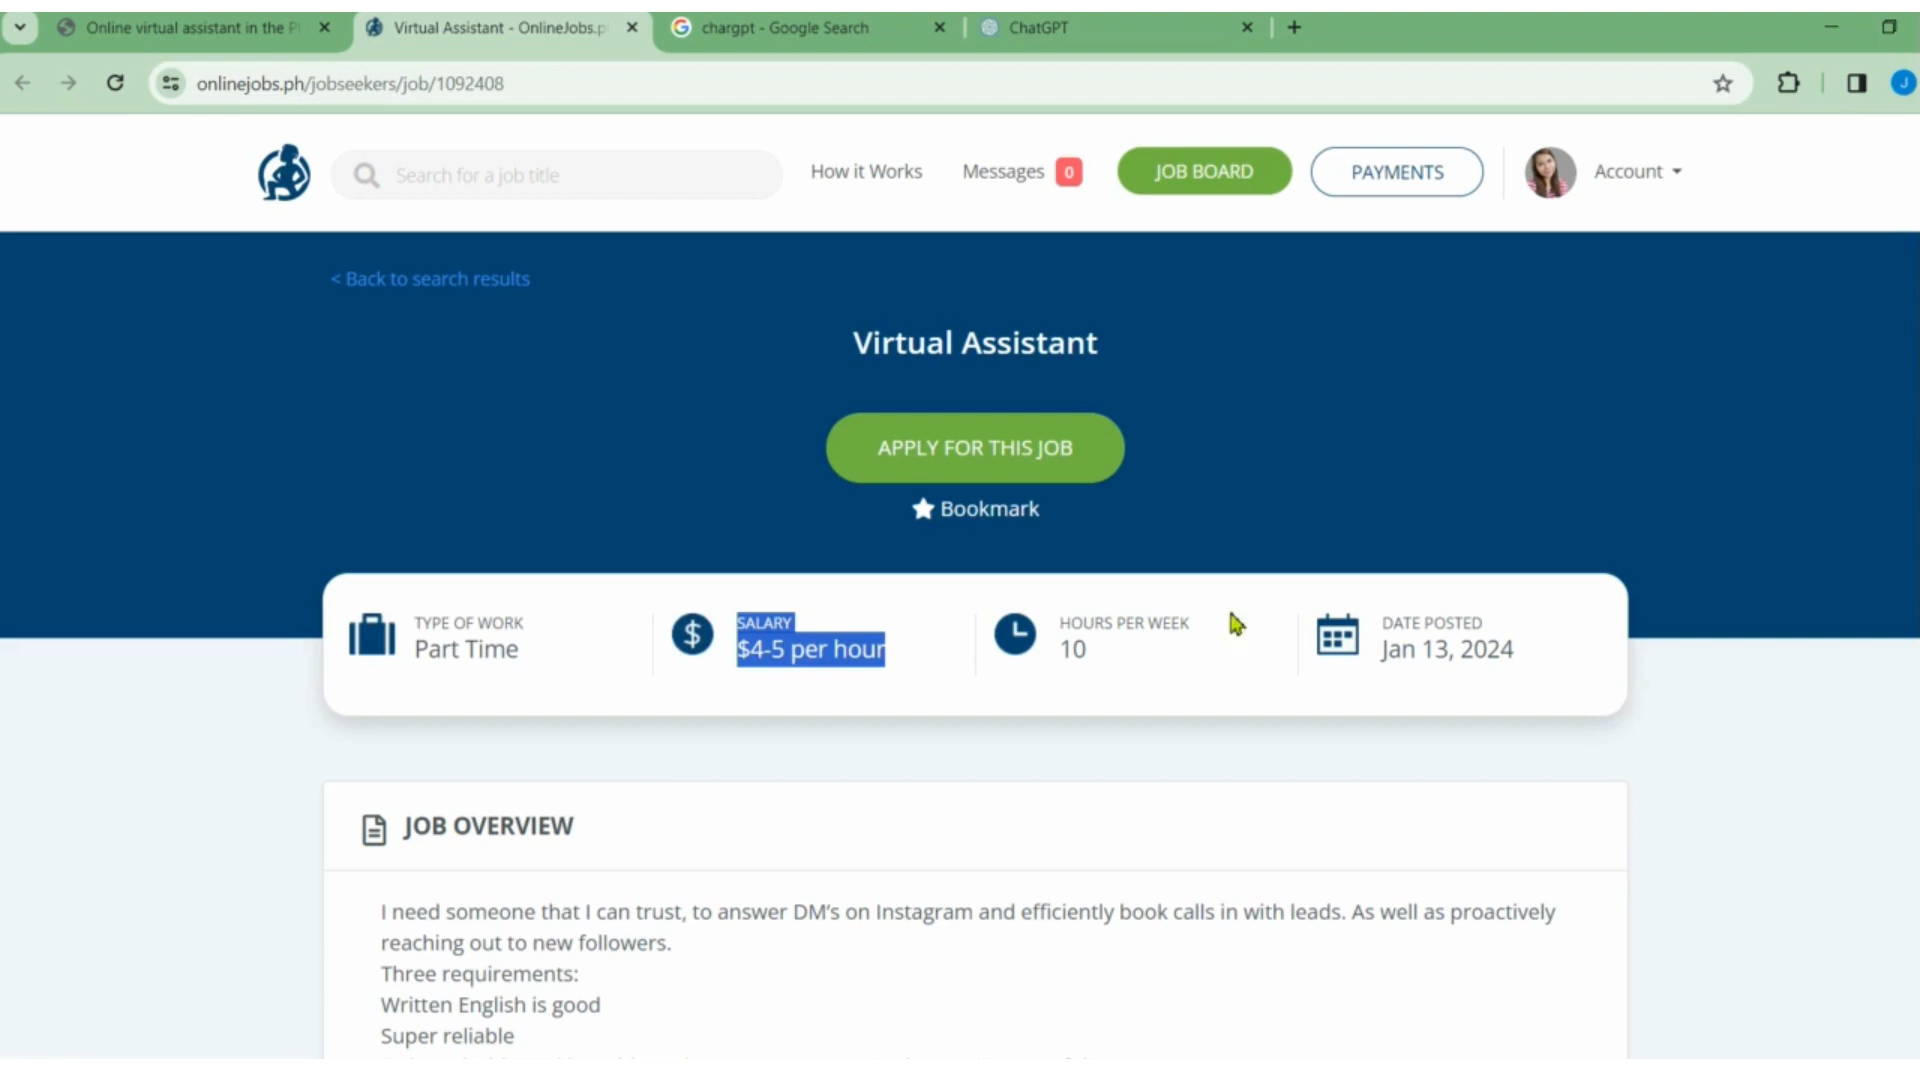 Online virtual assistant in the P
Virtual Assistant - OnlineJobs.p
chargpt - Google Search
ChatGPT
onlinejobs.ph/jobseekers/job/1092408
J
Search for a job title
How it Works
Messages 0
JOB BOARD
PAYMENTS
Account
< Back to search results
Virtual Assistant
APPLY FOR THIS JOB
Bookmark
TYPE OF WORK
Part Time
SALARY
$4-5 per hour
HOURS PER WEEK
10
DATE POSTED
Jan 13, 2024
JOB OVERVIEW
I need someone that I can trust, to answer DM's on Instagram and efficiently book calls in with leads. As well as proactively
reaching out to new followers.
Three requirements:
Written English is good
Super reliable